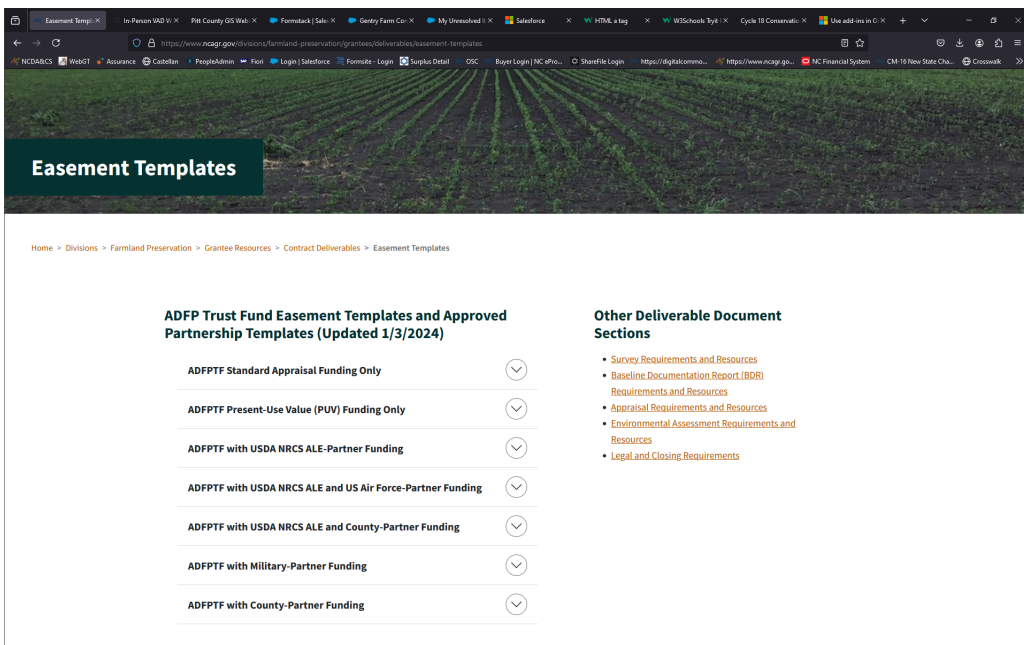 Easement Templ
In-Person VAD W
Pitt County GIS Web
Formstack | Sale
Gentry Farm Con
My Unresolved I
Salesforce
HTML a tag
W3Schools Tryit
Cycle 18 Conservatio
Use add-ins in O
https://www.ncagr.gov/divisions/farmland-preservation/grantees/deliverables/easement-templates
NCDA&CS
WebGT
Assurance
Castellan
PeopleAdmin
Fiori
Login | Salesforce
Formsite - Login
Surplus Detail
OSC
Buyer Login | NC ePro...
ShareFile Login
https://digitalcommo...
https://www.ncagr.go...
NC Financial System
CM-16 New State Cha...
Crosswalk
Easement Templates
Home > Divisions > Farmland Preservation > Grantee Resources > Contract Deliverables > Easement Templates
ADFP Trust Fund Easement Templates and Approved
Partnership Templates (Updated 1/3/2024)
ADFPTF Standard Appraisal Funding Only
ADFPTF Present-Use Value (PUV) Funding Only
ADFPTF with USDA NRCS ALE-Partner Funding
ADFPTF with USDA NRCS ALE and US Air Force-Partner Funding
ADFPTF with USDA NRCS ALE and County-Partner Funding
ADFPTF with Military-Partner Funding
ADFPTF with County-Partner Funding
Other Deliverable Document
Sections
Survey Requirements and Resources
Baseline Documentation Report (BDR)
Requirements and Resources
Appraisal Requirements and Resources
Environmental Assessment Requirements and
Resources
Legal and Closing Requirements